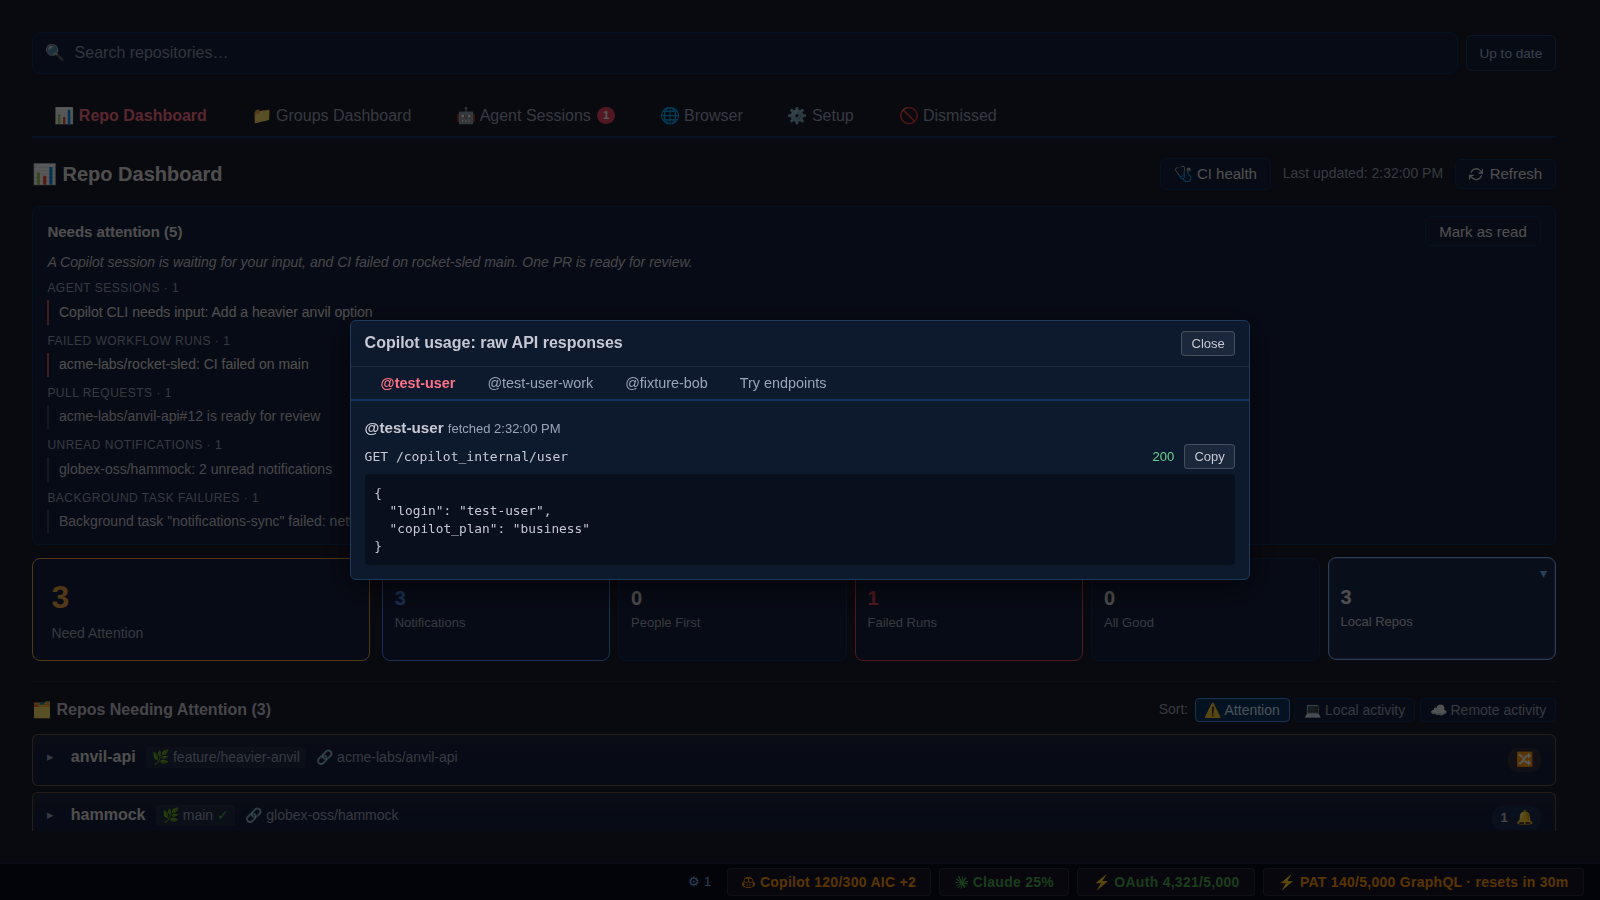 Search repositories…
Up to date
Repo Dashboard
Groups Dashboard
Agent Sessions 1
Browser
Setup
Dismissed
Repo Dashboard
CI health
Last updated: 2:32:00 PM
Refresh
Needs attention (5)
Mark as read
A Copilot session is waiting for your input, and CI failed on rocket-sled main. One PR is ready for review.
AGENT SESSIONS · 1
Copilot CLI needs input: Add a heavier anvil option
FAILED WORKFLOW RUNS · 1
acme-labs/rocket-sled: CI failed on main
PULL REQUESTS · 1
acme-labs/anvil-api#12 is ready for review
UNREAD NOTIFICATIONS · 1
globex-oss/hammock: 2 unread notifications
BACKGROUND TASK FAILURES · 1
Background task "notifications-sync" failed:
Copilot usage: raw API responses
Close
@test-user
@test-user-work
@fixture-bob
Try endpoints
@test-user fetched 2:32:00 PM
GET /copilot_internal/user
200
Copy
{
"login": "test-user",
"copilot_plan": "business"
}
3
Need Attention
3
Notifications
0
People First
1
Failed Runs
0
All Good
3
Local Repos
Repos Needing Attention (3)
Sort:
Attention
Local activity
Remote activity
anvil-api
feature/heavier-anvil
acme-labs/anvil-api
hammock
main ✓
globex-oss/hammock
1
1
Copilot 120/300 AIC +2
Claude 25%
OAuth 4,321/5,000
PAT 140/5,000 GraphQL · resets in 30m